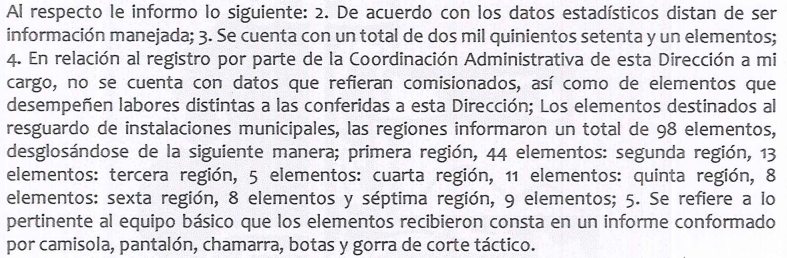 Al respecto le informo lo siguiente: 2. De acuerdo con los datos estadísticos distan de ser
información manejada; 3. Se cuenta con un total de dos mil quinientos setenta y un elementos;
4. En relación al registro por parte de la Coordinación Administrativa de esta Dirección a mi
cargo, no se cuenta con datos que refieran comisionados, así como de elementos que
desempeñen labores distintas a las conferidas a esta Dirección; Los elementos destinados al
resguardo de instalaciones municipales, las regiones informaron un total de 98 elementos,
desglosándose de la siguiente manera; primera región, 44 elementos: segunda región, 13
elementos: tercera región, 5 elementos: cuarta región, 11 elementos: quinta región, 8
elementos: sexta región, 8 elementos y séptima región, 9 elementos; 5. Se refiere a lo
pertinente al equipo básico que los elementos recibieron consta en un informe conformado
por camisola, pantalón, chamarra, botas y gorra de corte táctico.